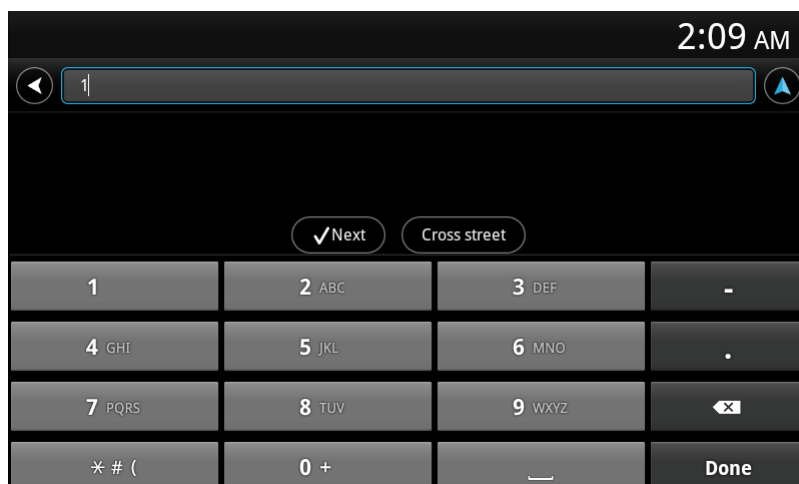 2:09 AM
1
✓Next Cross street
1 2 ABC 3 DEF -
4 GHI 5 JKL 6 MNO .
7 PQRS 8 TUV 9 WXYZ
* # ( 0 + Done